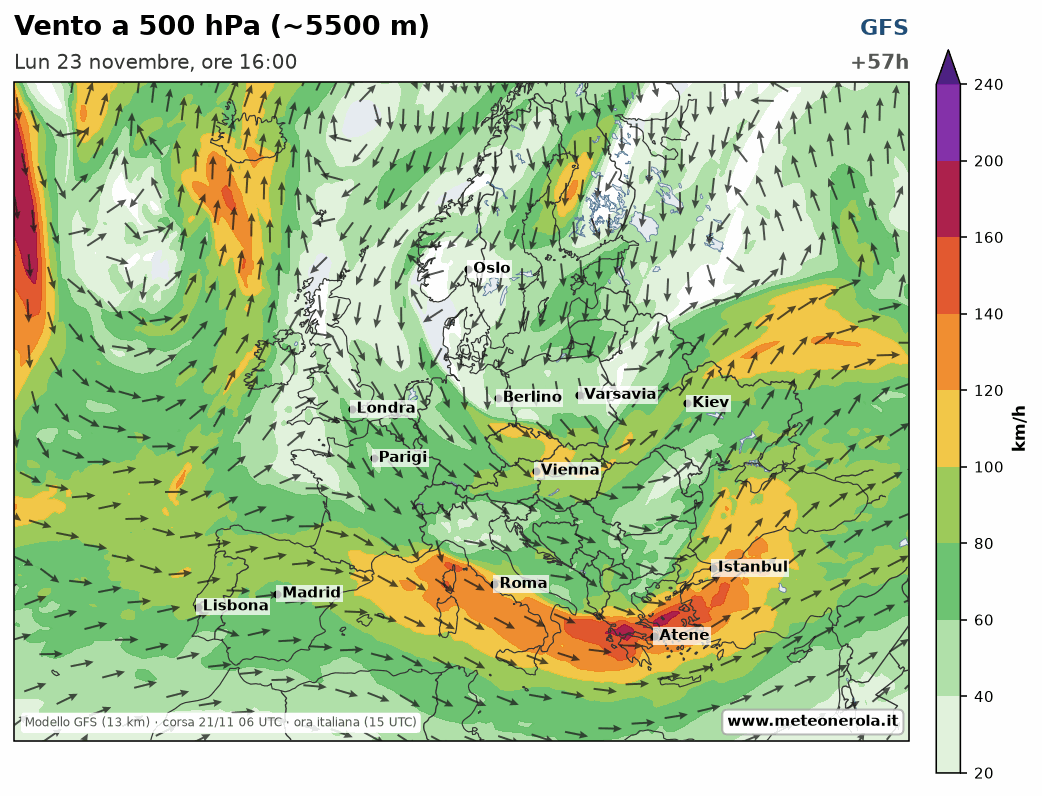 Vento a 500 hPa (~5500 m)
GFS
Lun 23 novembre, ore 16:00
+57h
240
200
160
140
120
100
80
60
40
20
km/h
Oslo
Berlino
Varsavia
Londra
Kiev
Parigi
Vienna
Istanbul
Roma
Madrid
Lisbona
Atene
Modello GFS (13 km) · corsa 21/11 06 UTC · ora italiana (15 UTC)
www.meteonerola.it